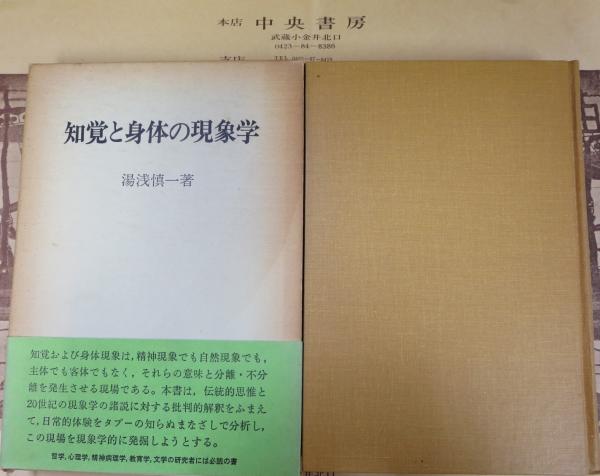 本店 中央書房
武蔵小金井北口
0423-84-8386
支店
知覚と身体の現象学
湯浅慎一著
知覚および身体現象は，精神現象でも自然現象でも，
主体でも客体でもなく，それらの意味と分離・不分
離を発生させる現場である。本書は，伝統的思惟と
20世紀の現象学の諸説に対する批判的解釈をふまえ
て，日常的体験をタブーの知らぬまなざしで分析し，
この現場を現象学的に発掘しようとする。
哲学，心理学，精神病理学，教育学，文学の研究者には必読の書